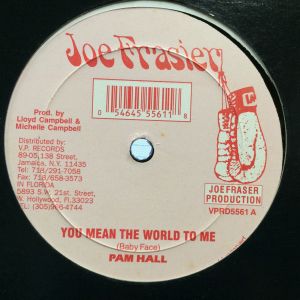 Joe Frasier
0 54645 55611 8
Prod. by
Lloyd Campbell &
Michelle Campbell
Distributed by:
V.P. RECORDS
89-05, 138 Street,
Jamaica, N.Y. 11435
Tel: 718/291-7058
Fax: 718/658-3573
IN FLORIDA
5893 S.W. 21st. Street,
W. Hollywood, Fl.33023
TEL: (305)966-4744
JOE FRASER
PRODUCTION
VPRD5561 A
YOU MEAN THE WORLD TO ME
(Baby Face)
PAM HALL